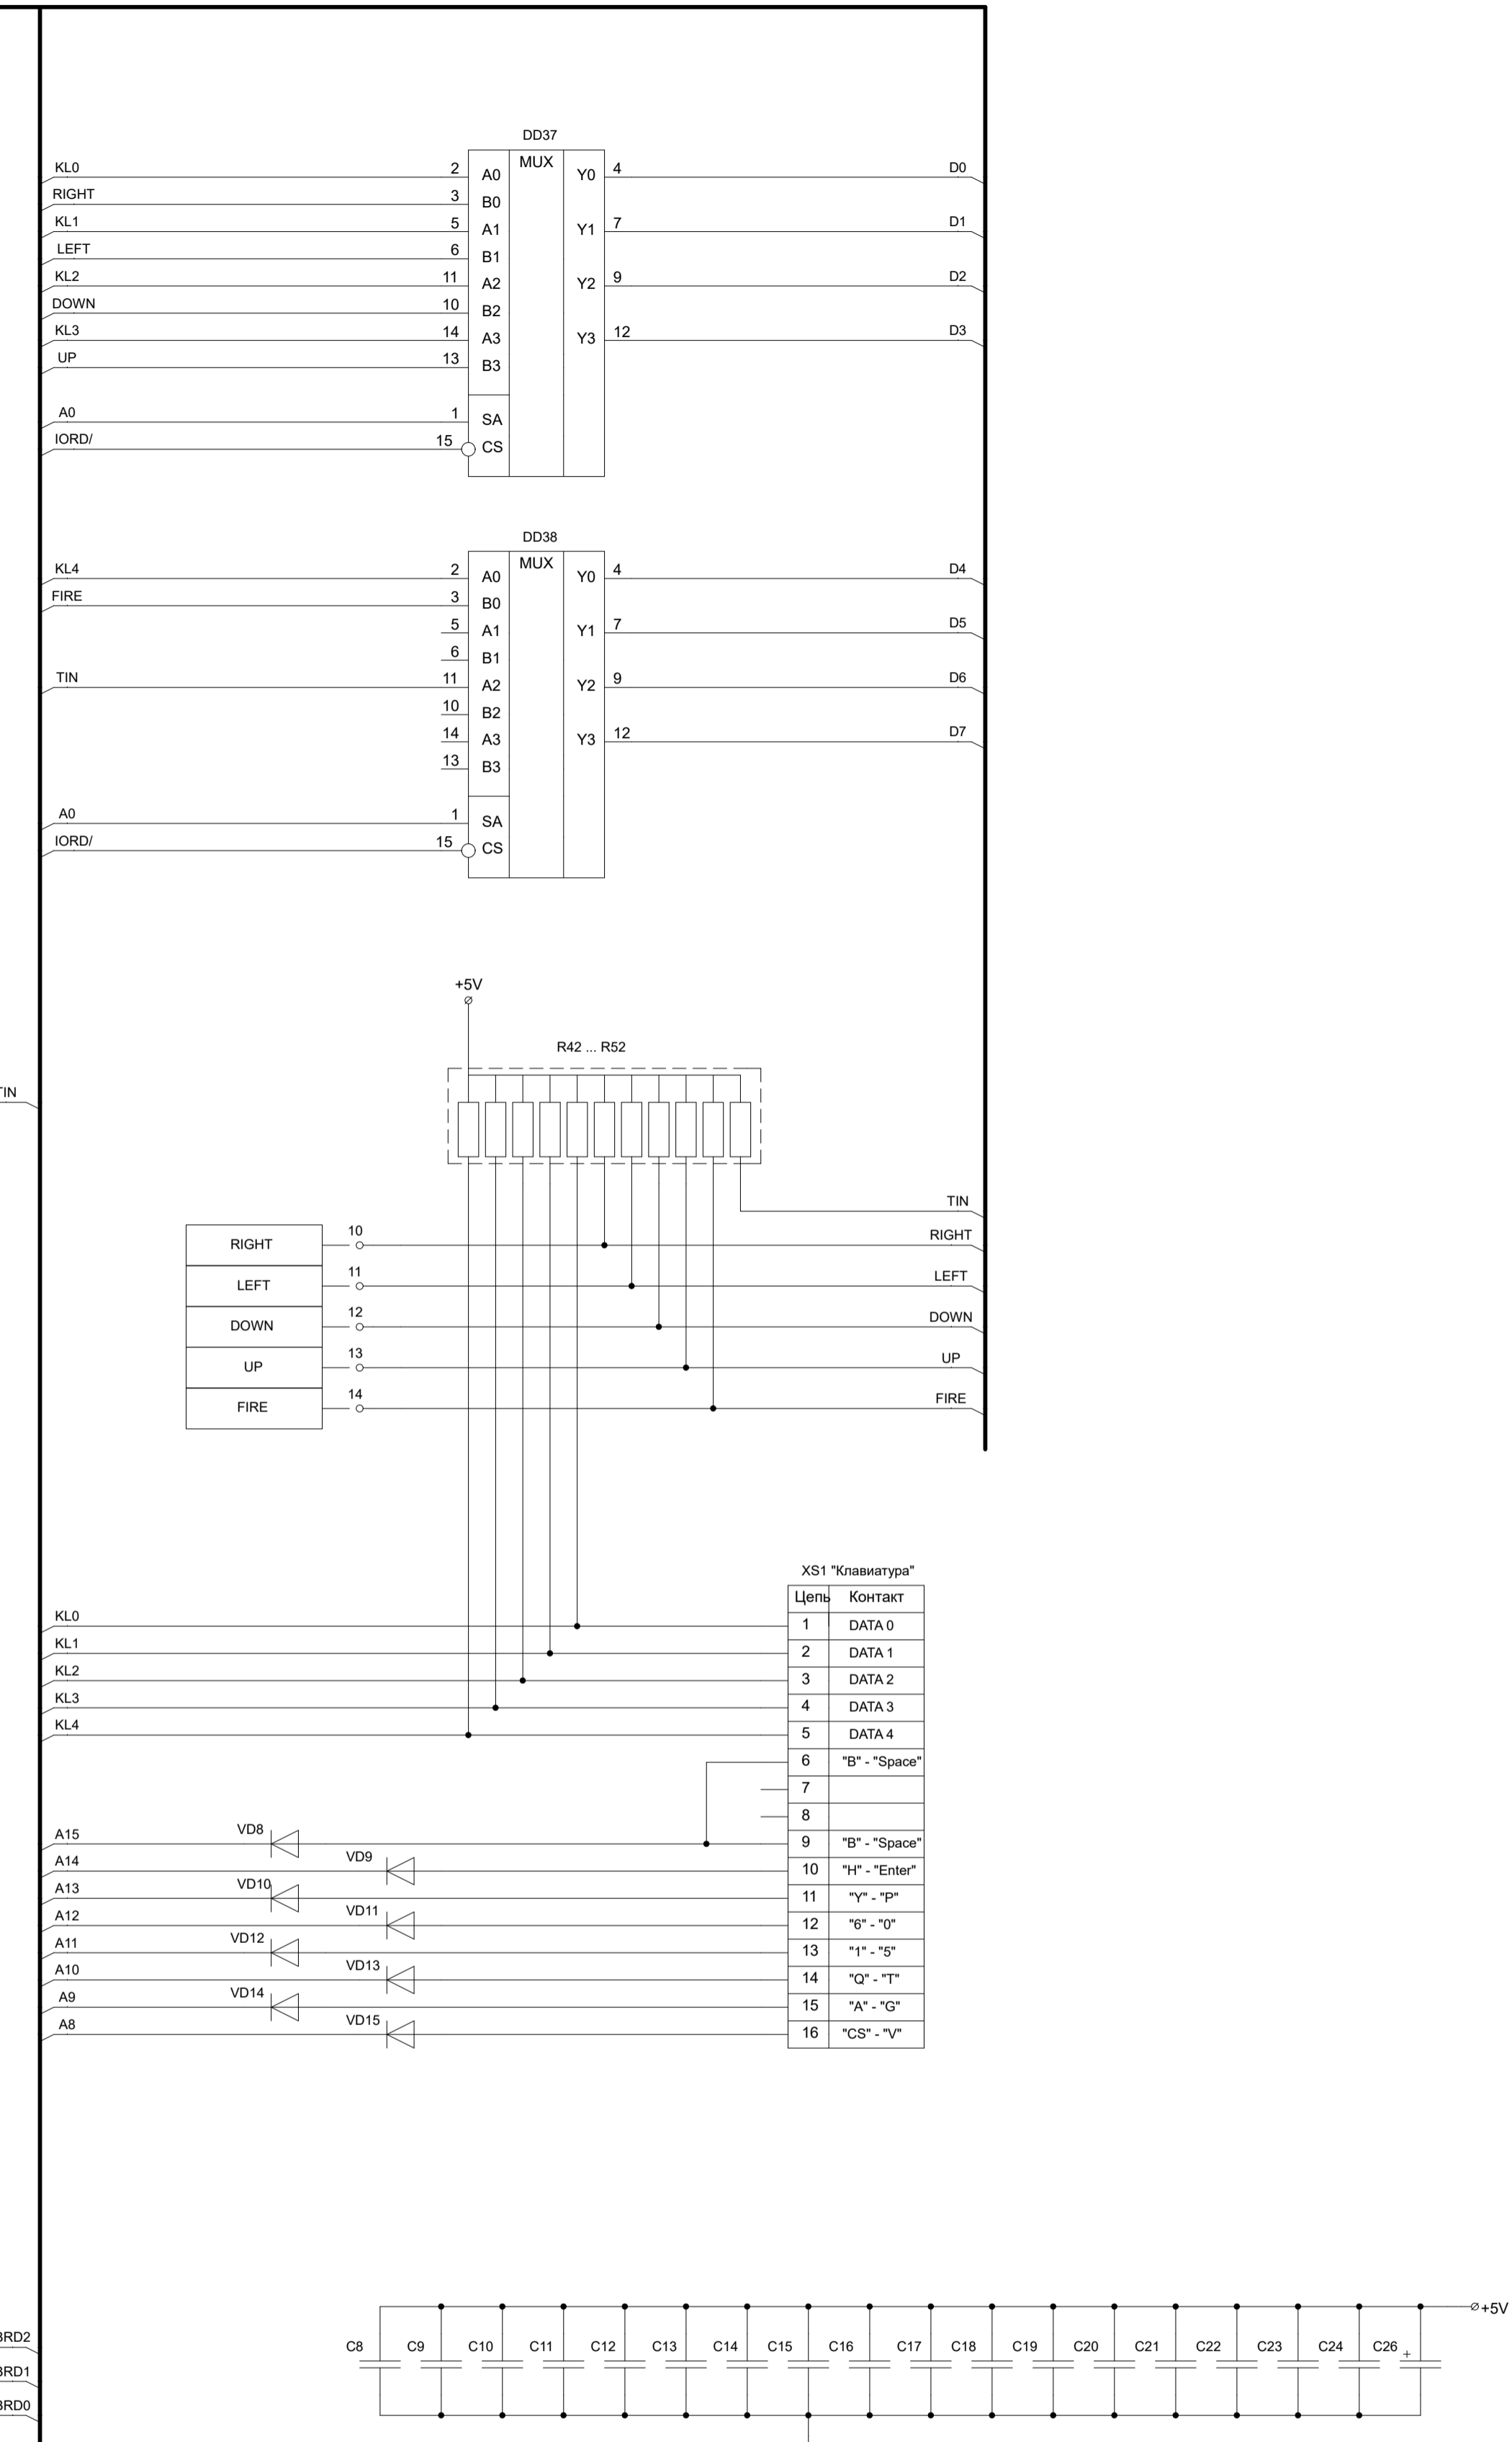 DD37
MUX
KL0 2 A0 Y0 4 D0
RIGHT 3 B0
KL1 5 A1 Y1 7 D1
LEFT 6 B1
KL2 11 A2 Y2 9 D2
DOWN 10 B2
KL3 14 A3 Y3 12 D3
UP 13 B3
A0 1 SA
IORD/ 15 CS
DD38
MUX
KL4 2 A0 Y0 4 D4
FIRE 3 B0
5 A1 Y1 7 D5
6 B1
TIN 11 A2 Y2 9 D6
10 B2
14 A3 Y3 12 D7
13 B3
A0 1 SA
IORD/ 15 CS
+5V
R42 ... R52
TIN
TIN
RIGHT 10 RIGHT
LEFT 11 LEFT
DOWN 12 DOWN
UP 13 UP
FIRE 14 FIRE
XS1 "Клавиатура"
Цепь Контакт
KL0 1 DATA 0
KL1 2 DATA 1
KL2 3 DATA 2
KL3 4 DATA 3
KL4 5 DATA 4
6 "B" - "Space"
7
8
A15 VD8 9 "B" - "Space"
A14 VD9 10 "H" - "Enter"
A13 VD10 11 "Y" - "P"
A12 VD11 12 "6" - "0"
A11 VD12 13 "1" - "5"
A10 VD13 14 "Q" - "T"
A9 VD14 15 "A" - "G"
A8 VD15 16 "CS" - "V"
+5V
BRD2
C8 C9 C10 C11 C12 C13 C14 C15 C16 C17 C18 C19 C20 C21 C22 C23 C24 C26 +
BRD1
BRD0